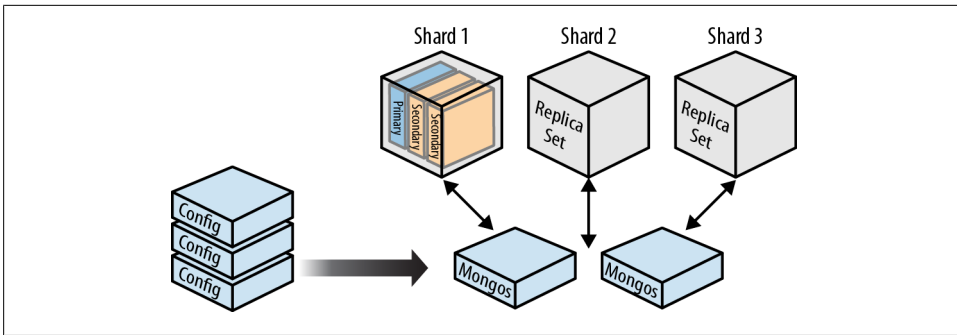 Shard 1
Shard 2
Shard 3
Primary
Secondary
Secondary
Replica
Set
Replica
Set
Config
Config
Config
Mongos
Mongos